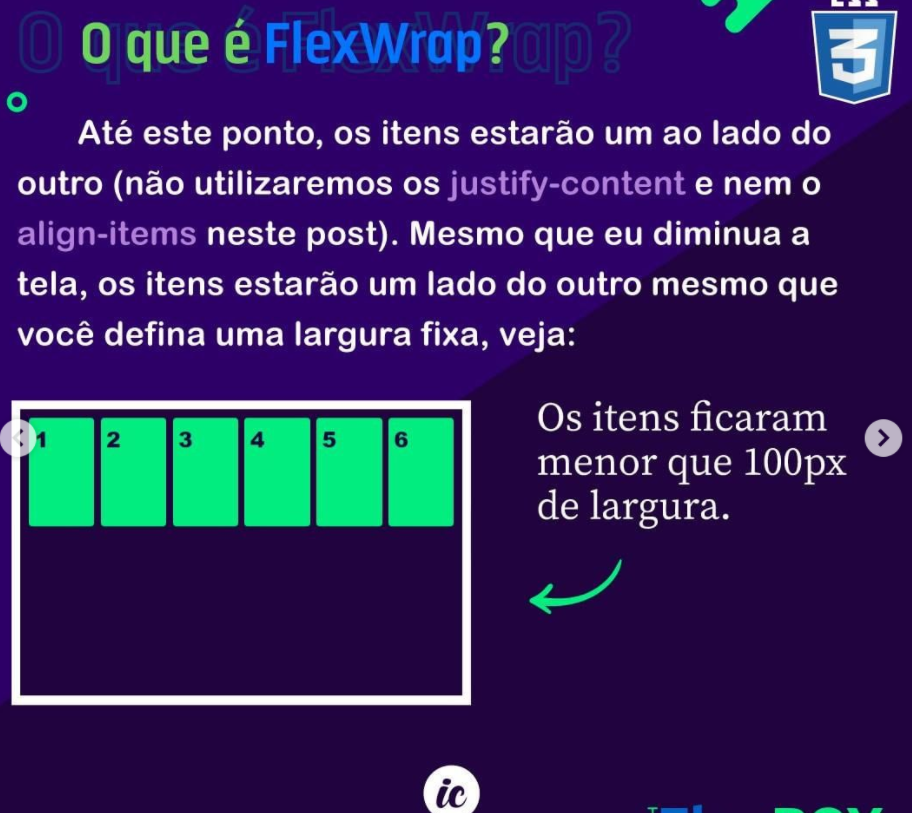 O que é FlexWrap?
3
Até este ponto, os itens estarão um ao lado do
outro (não utilizaremos os justify-content e nem o
align-items neste post). Mesmo que eu diminua a
tela, os itens estarão um lado do outro mesmo que
você defina uma largura fixa, veja:
1 2 3 4 5 6
Os itens ficaram
menor que 100px
de largura.
ic